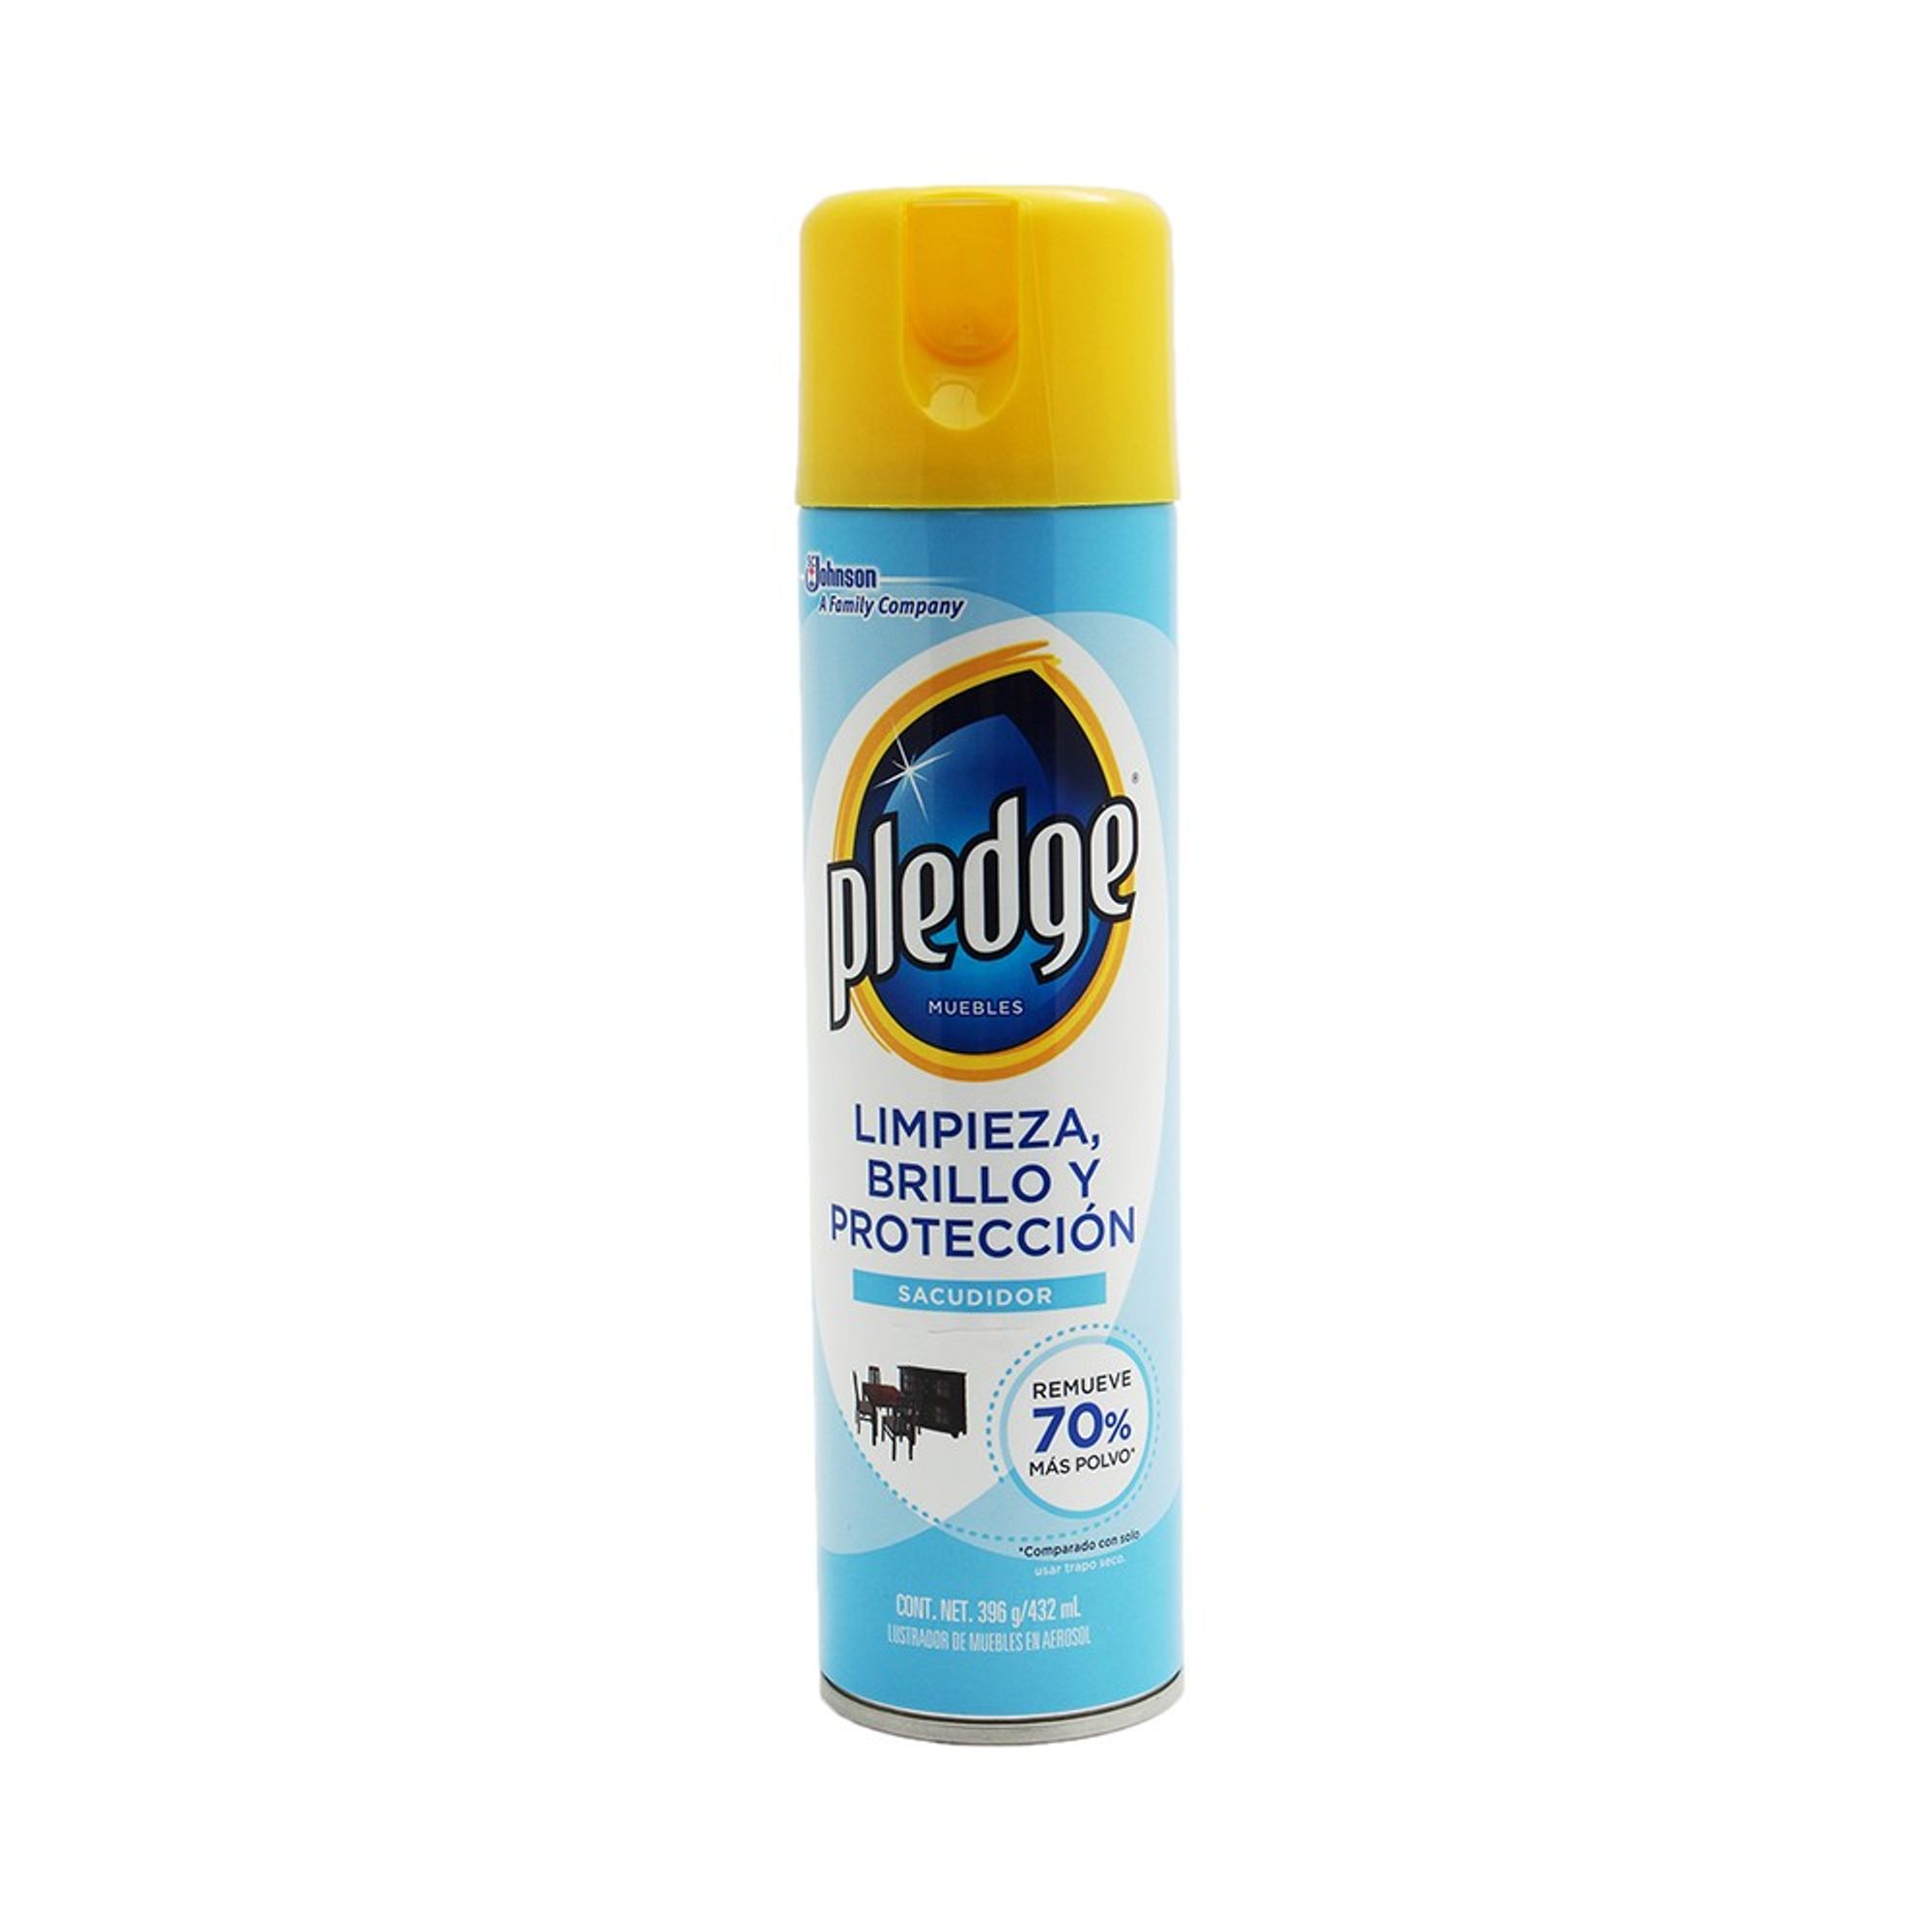 SC Johnson
A Family Company
pledge®
MUEBLES
LIMPIEZA,
BRILLO Y
PROTECCIÓN
SACUDIDOR
REMUEVE
70%
MÁS POLVO*
*Comparado con solo
usar trapo seco.
CONT. NET. 396 g/432 mL
LUSTRADOR DE MUEBLES EN AEROSOL